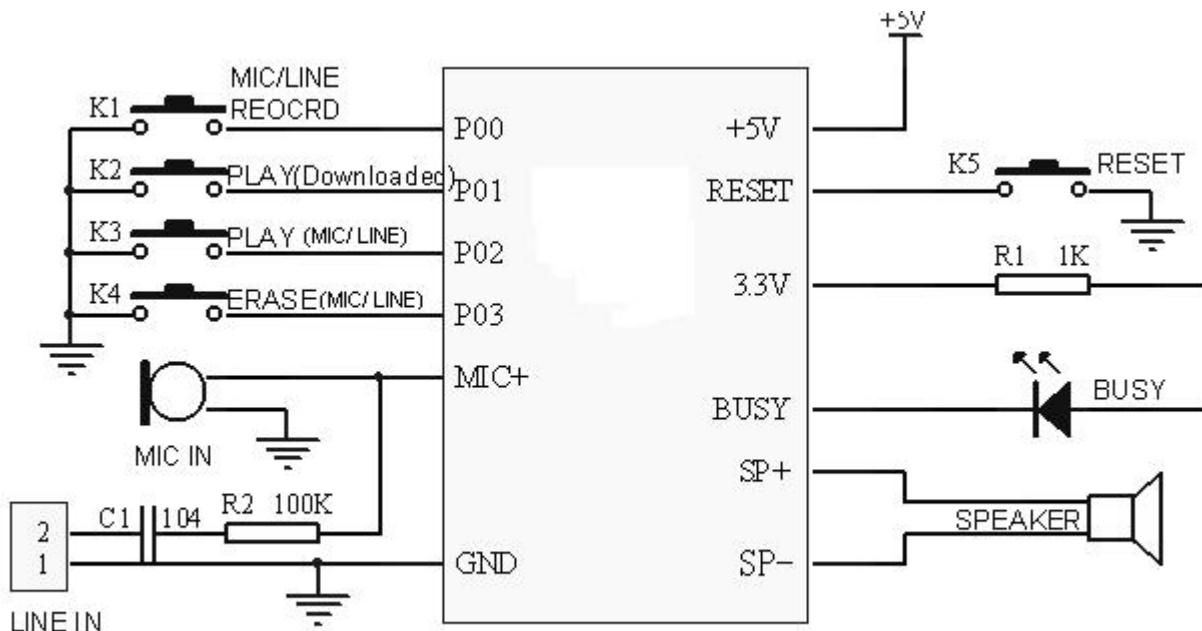 +5V
MIC/LINE
K1 REOCRD
P00 +5V
K2 PLAY(Downloaded)
P01 RESET
K5 RESET
K3 PLAY (MIC/LINE)
P02 3.3V
R1 1K
K4 ERASE(MIC/LINE)
P03
MIC+
BUSY BUSY
MIC IN
SP+
R2 100K
C1 104
SPEAKER
2
1
GND SP-
LINE IN